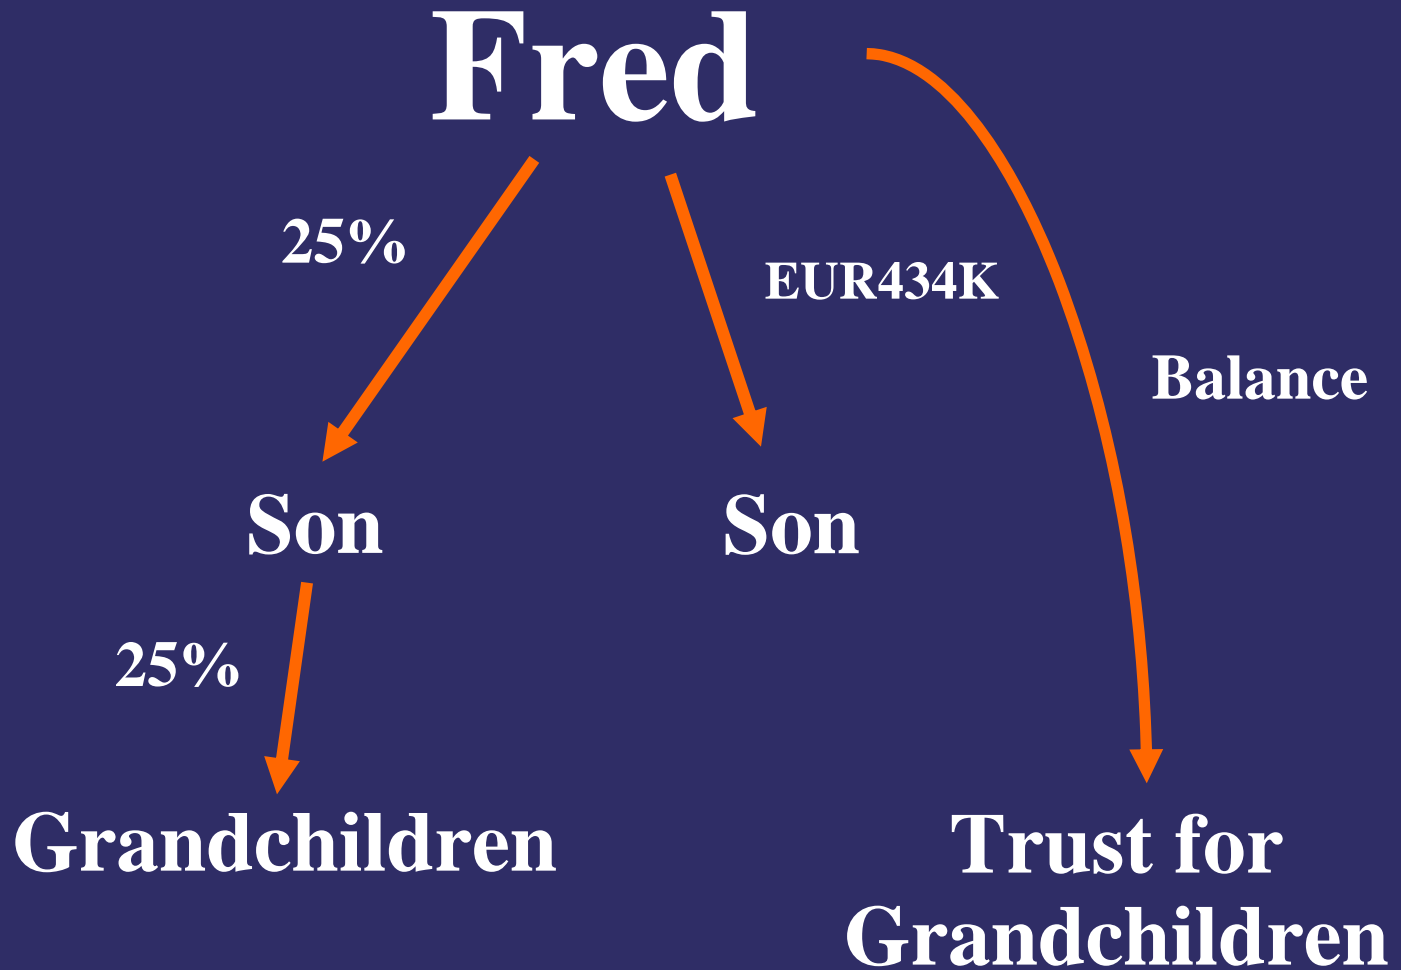 Fred
25%
EUR434K
Balance
Son
Son
25%
Grandchildren
Trust for
Grandchildren